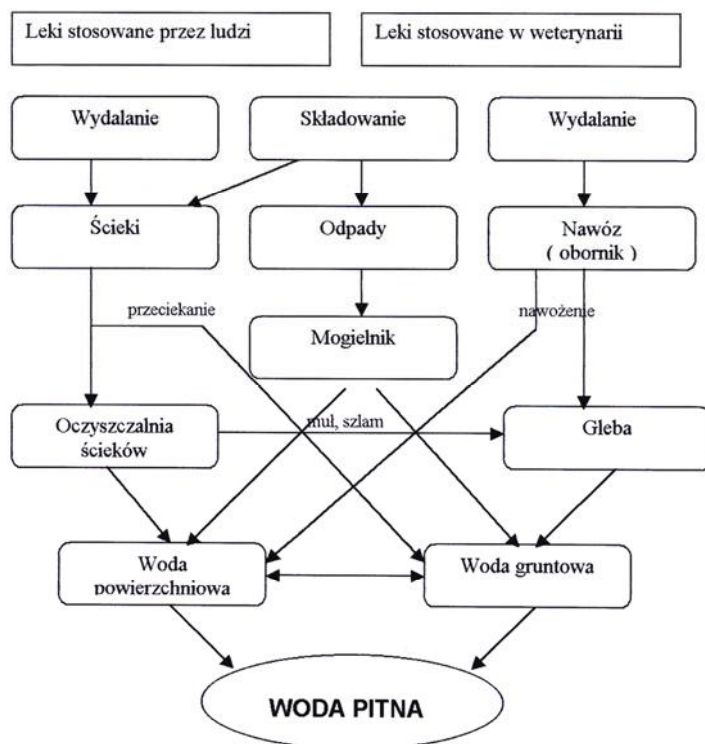 Leki stosowane przez ludzi
Leki stosowane w weterynarii
Wydalanie
Składowanie
Wydalanie
Ścieki
Odpady
Nawóz
( obornik )
przeciekanie
nawożenie
Mogielnik
Oczyszczalnia
ścieków
muł, szlam
Gleba
Woda
powierzchniowa
Woda gruntowa
WODA PITNA